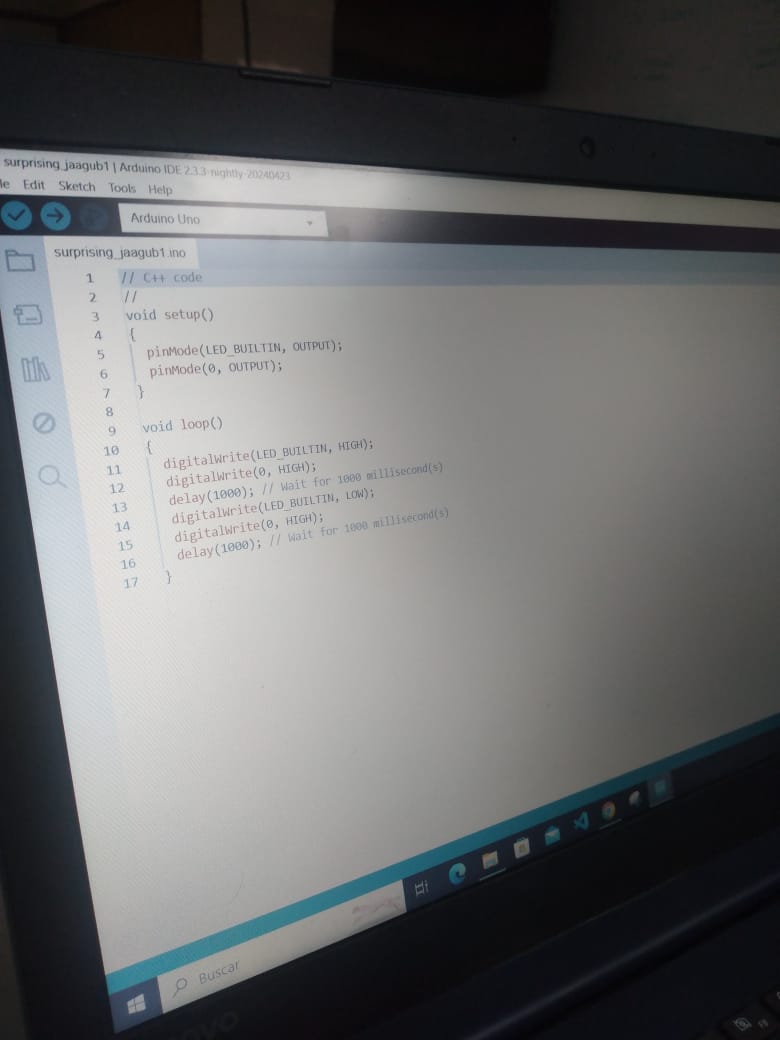 surprising_jaagub1 | Arduino IDE 2.3.3-nightly-20240423
Edit Sketch Tools Help
Arduino Uno
surprising_jaagub1.ino
1 // C++ code
2 //
3 void setup()
4 {
5 pinMode(LED_BUILTIN, OUTPUT);
6 pinMode(0, OUTPUT);
7 }
8
9 void loop()
10 {
11 digitalWrite(LED_BUILTIN, HIGH);
12 digitalWrite(0, HIGH);
13 delay(1000); // Wait for 1000 millisecond(s)
14 digitalWrite(LED_BUILTIN, LOW);
15 digitalWrite(0, HIGH);
16 delay(1000); // Wait for 1000 millisecond(s)
17 }
Buscar